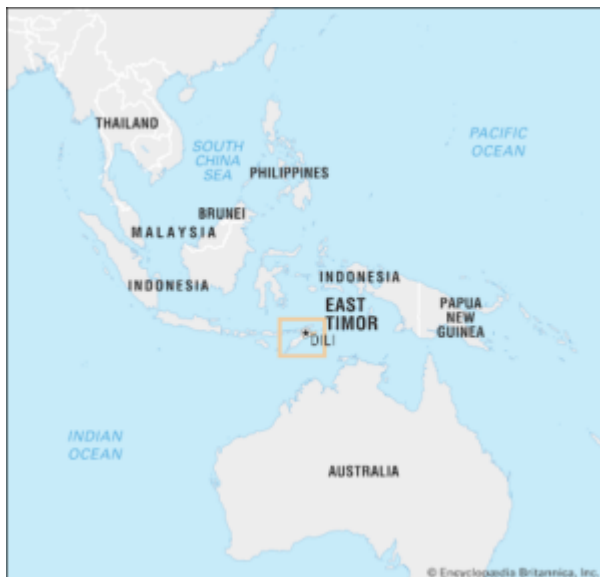 THAILAND
SOUTH
CHINA
SEA
PACIFIC
OCEAN
PHILIPPINES
BRUNEI
MALAYSIA
INDONESIA
INDONESIA
EAST
TIMOR
PAPUA
NEW
GUINEA
DILI
INDIAN
OCEAN
AUSTRALIA
© Encyclopædia Britannica, Inc.